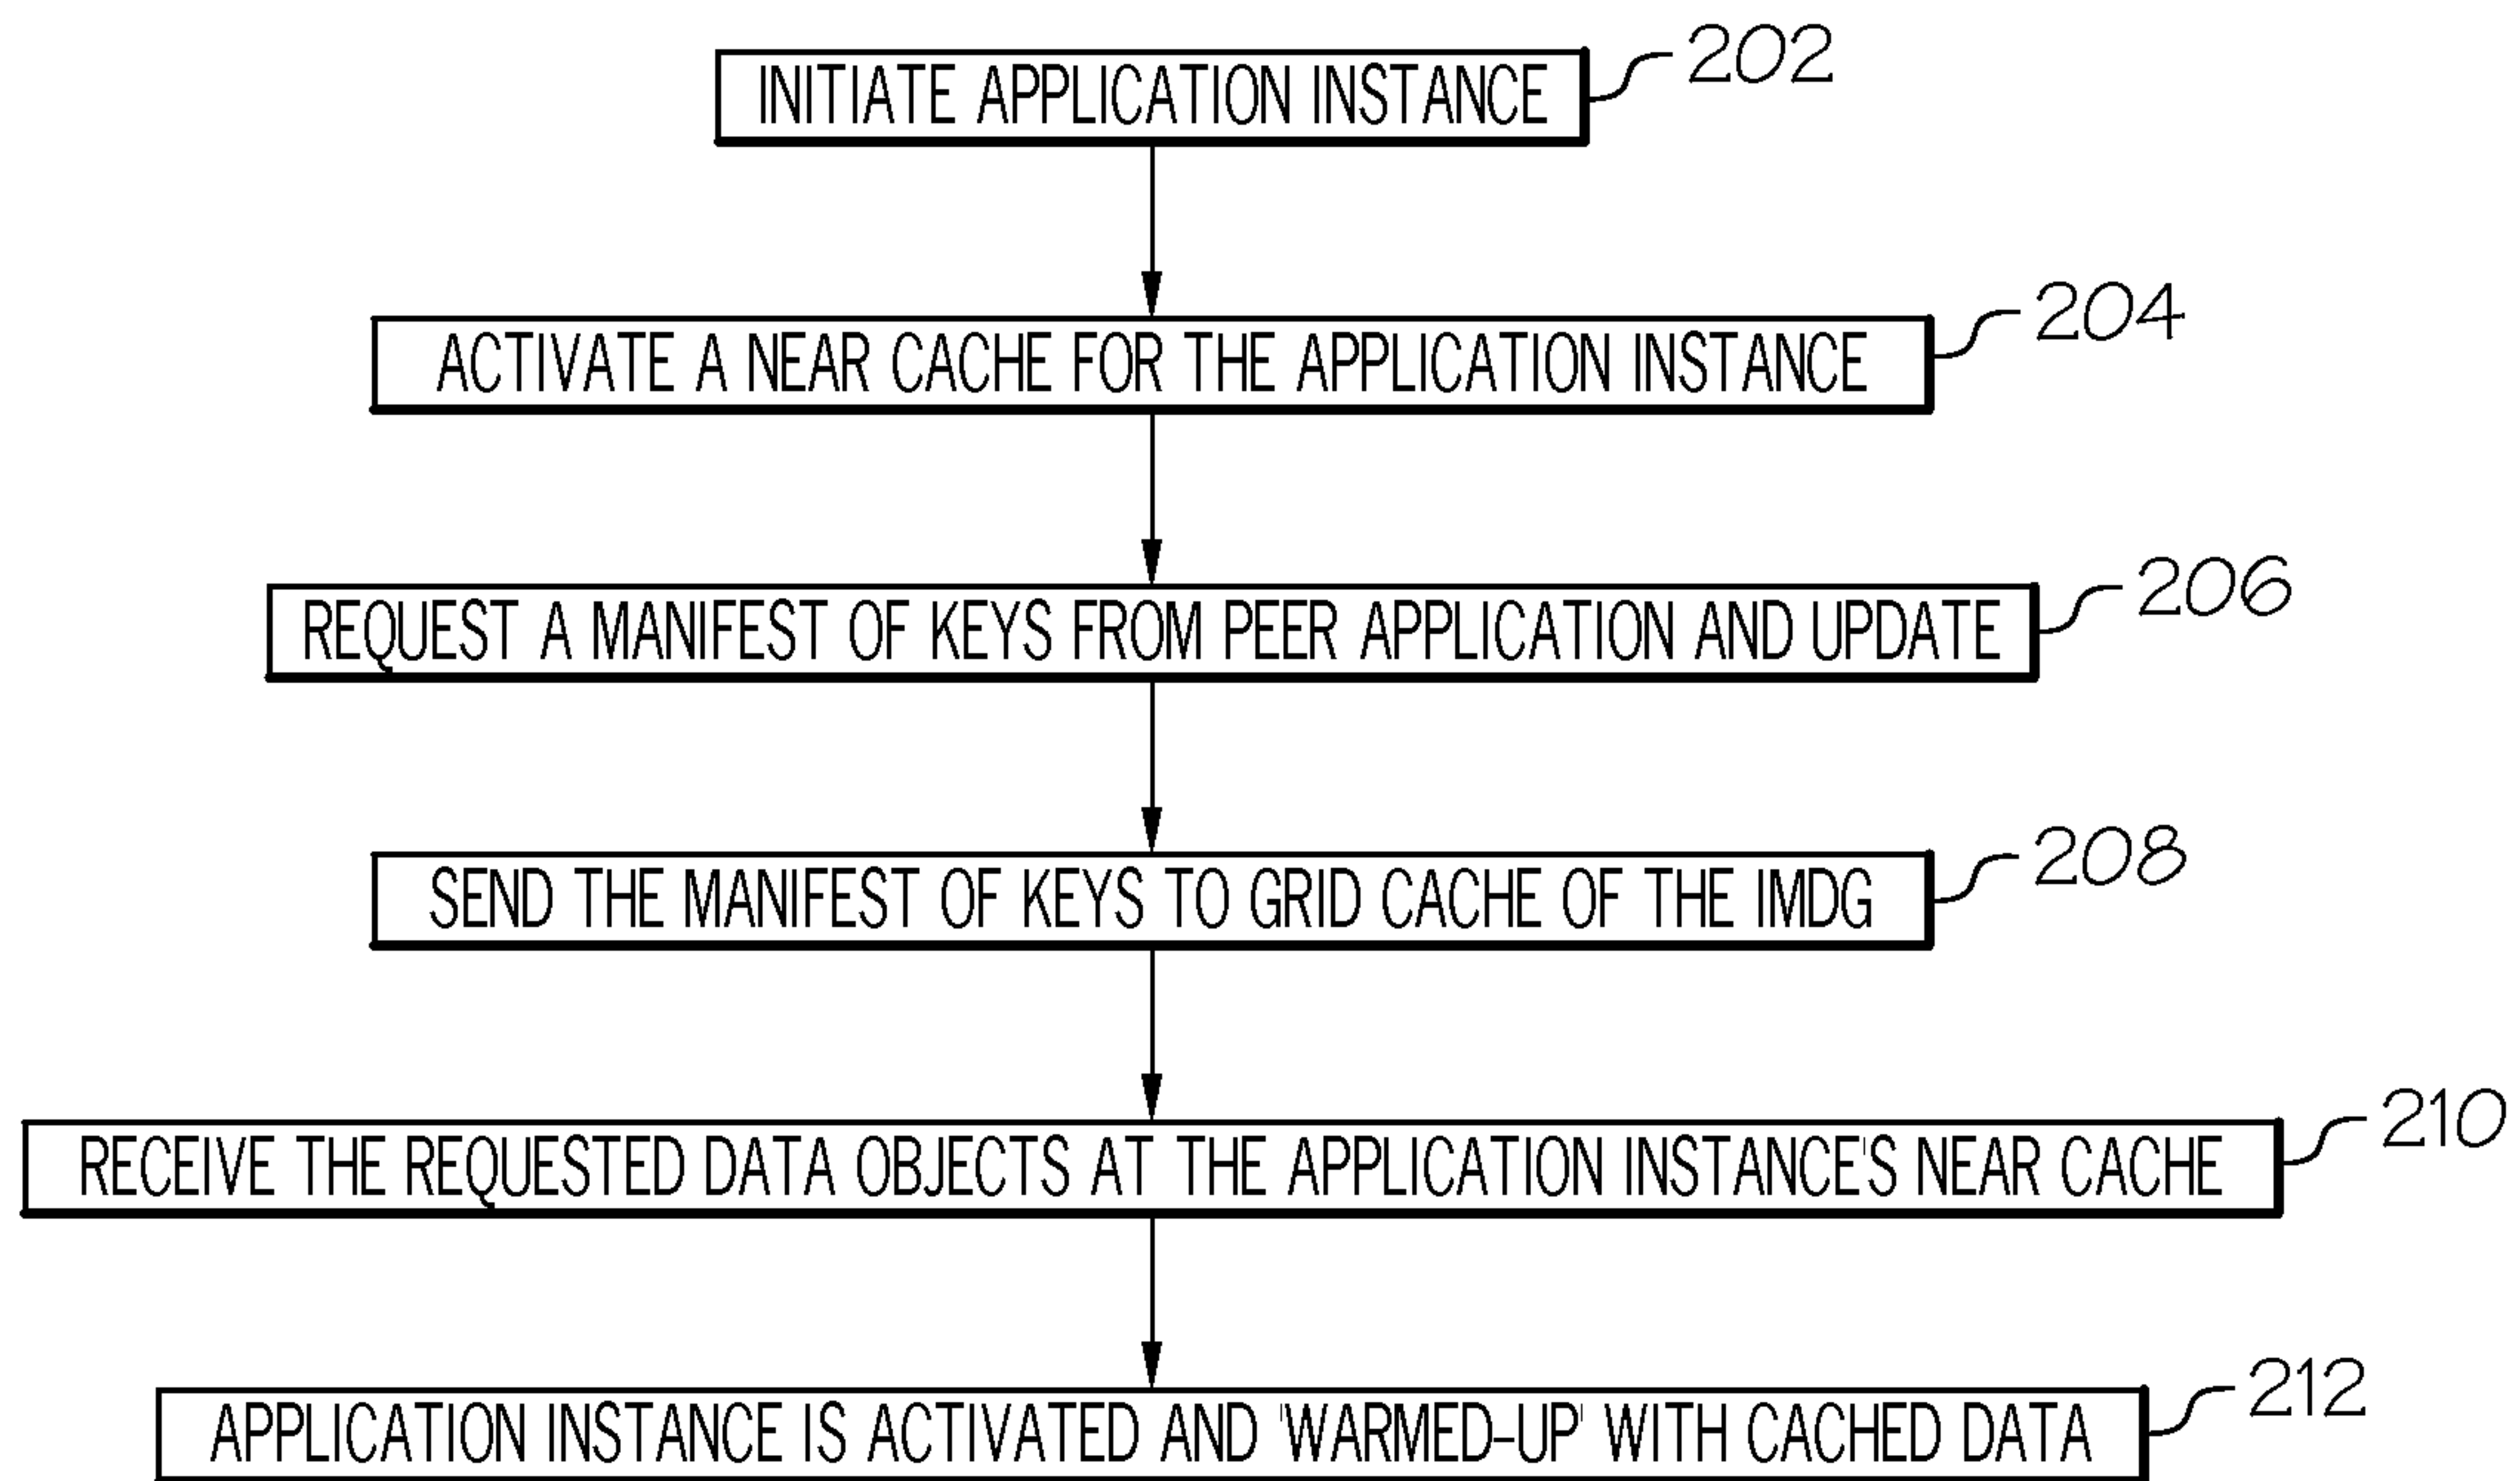 INITIATE APPLICATION INSTANCE
202
ACTIVATE A NEAR CACHE FOR THE APPLICATION INSTANCE
204
REQUEST A MANIFEST OF KEYS FROM PEER APPLICATION AND UPDATE
206
SEND THE MANIFEST OF KEYS TO GRID CACHE OF THE IMDG
208
RECEIVE THE REQUESTED DATA OBJECTS AT THE APPLICATION INSTANCE'S NEAR CACHE
210
APPLICATION INSTANCE IS ACTIVATED AND 'WARMED-UP' WITH CACHED DATA
212